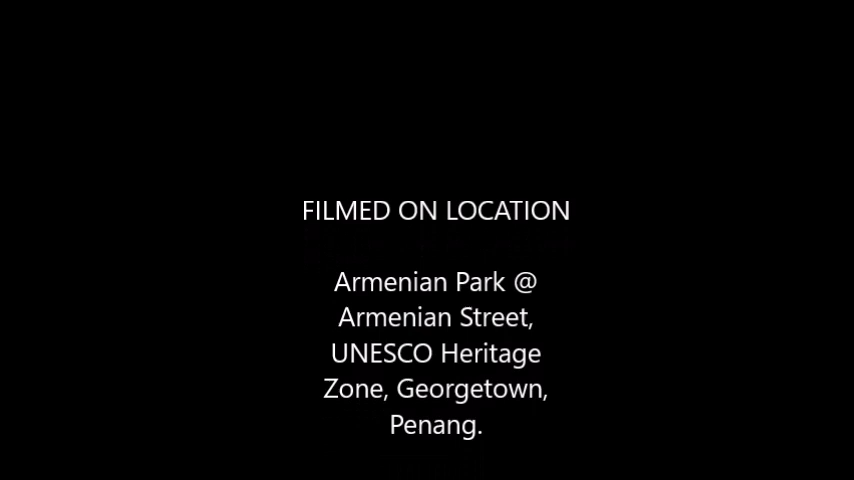 FILMED ON LOCATION
Armenian Park @
Armenian Street,
UNESCO Heritage
Zone, Georgetown,
Penang.